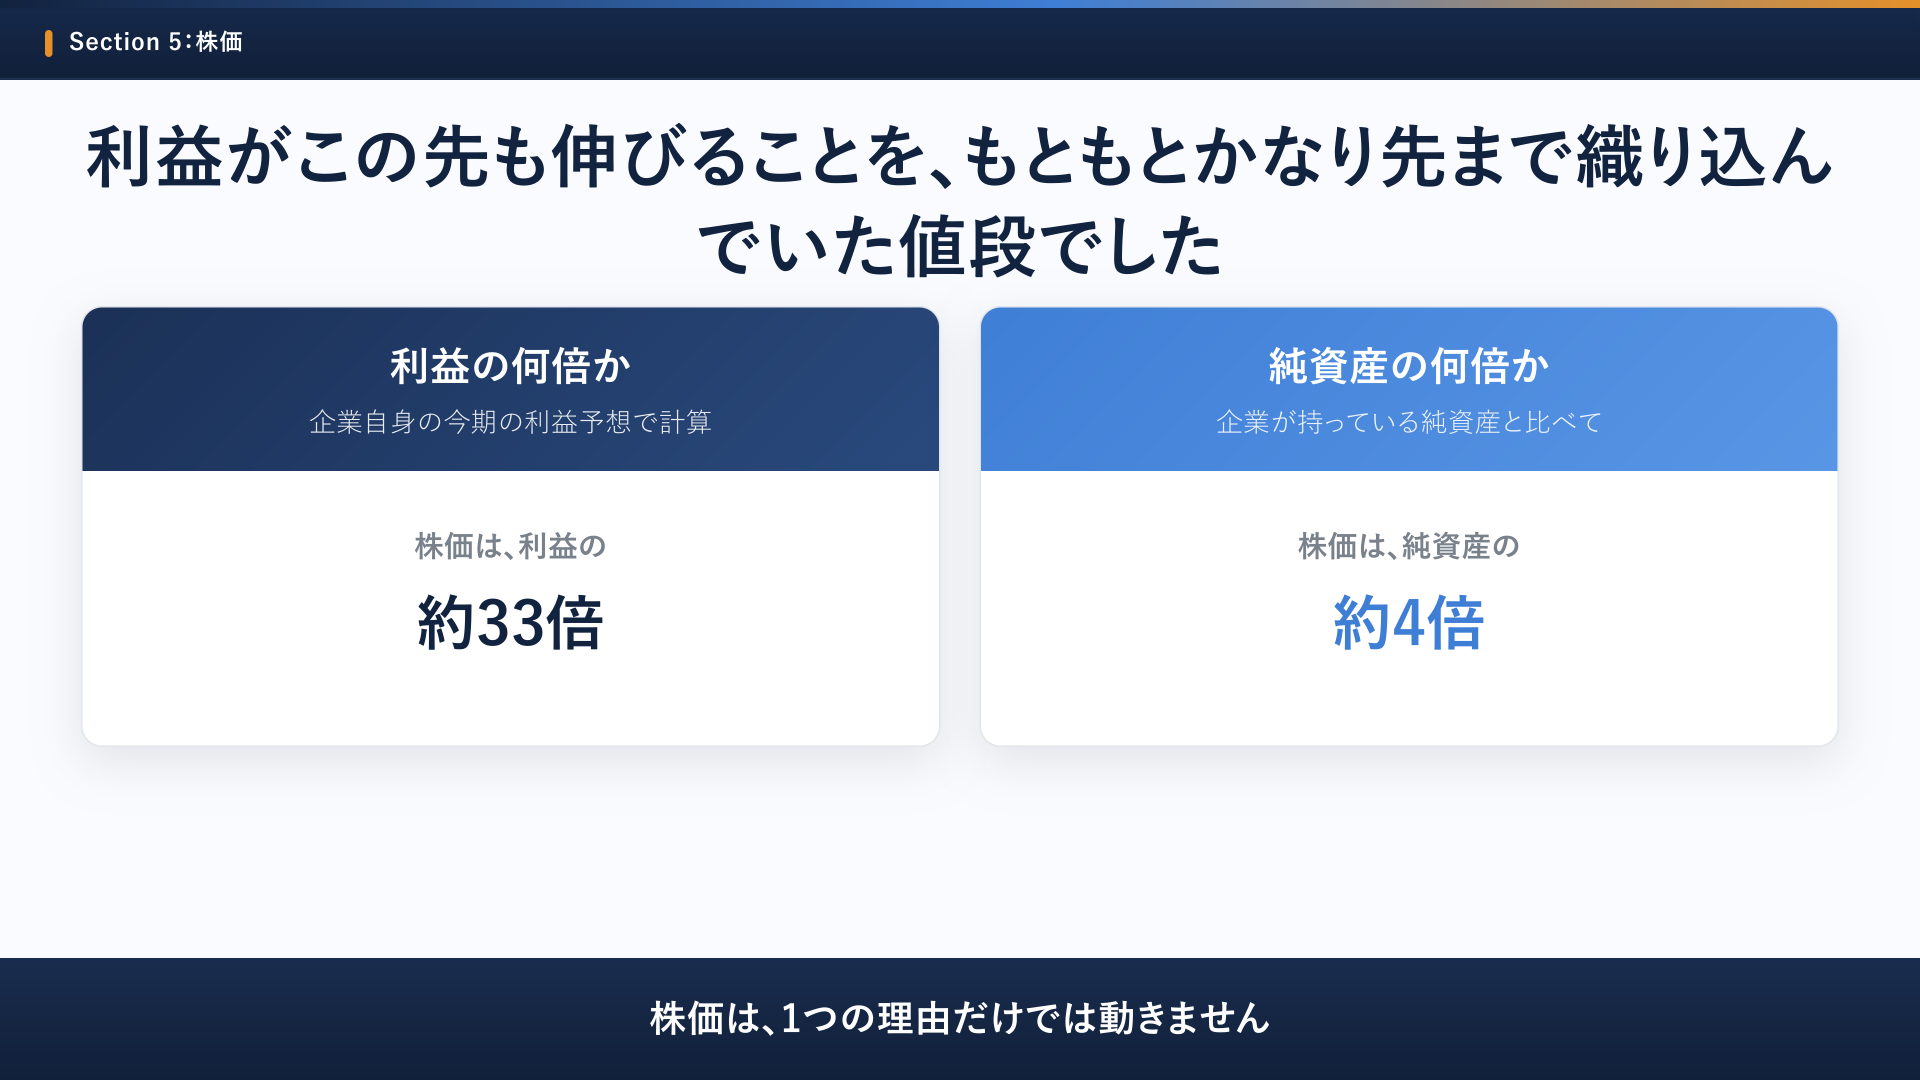 Section 5：株価
利益がこの先も伸びることを、もともとかなり先まで織り込ん
でいた値段でした
利益の何倍か
企業自身の今期の利益予想で計算
株価は、利益の
約33倍
純資産の何倍か
企業が持っている純資産と比べて
株価は、純資産の
約4倍
株価は、1つの理由だけでは動きません